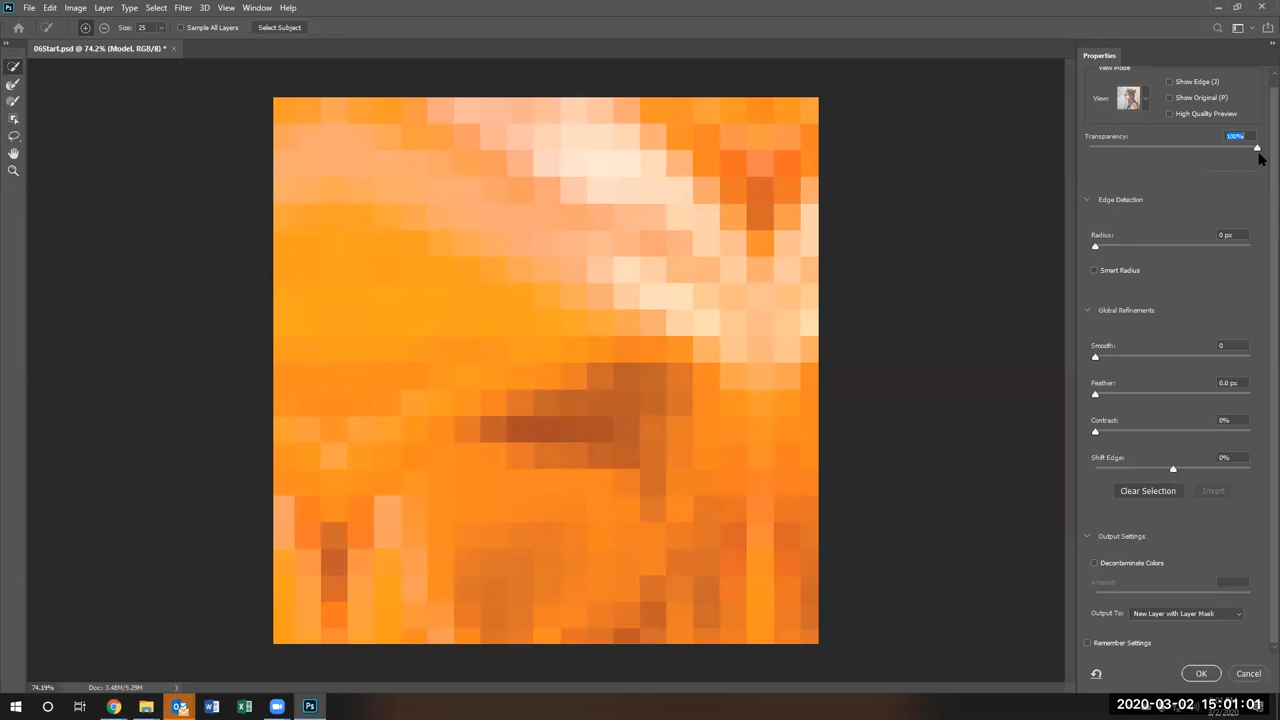 File Edit Image Layer Type Select Filter 3D View Window Help
Size: 25 Sample All Layers Select Subject
06Start.psd @ 74.2% (Model, RGB/8) *
Properties
View Mode
Show Edge (J)
View: Show Original (P)
High Quality Preview
Transparency: 100%
Edge Detection
Radius: 0 px
Smart Radius
Global Refinements
Smooth: 0
Feather: 0.0 px
Contrast: 0%
Shift Edge: 0%
Clear Selection Invert
Output Settings
Decontaminate Colors
Amount:
Output To: New Layer with Layer Mask
Remember Settings
OK Cancel
74.19% Doc: 3.48M/9.29M
2020-03-02 15:01:01